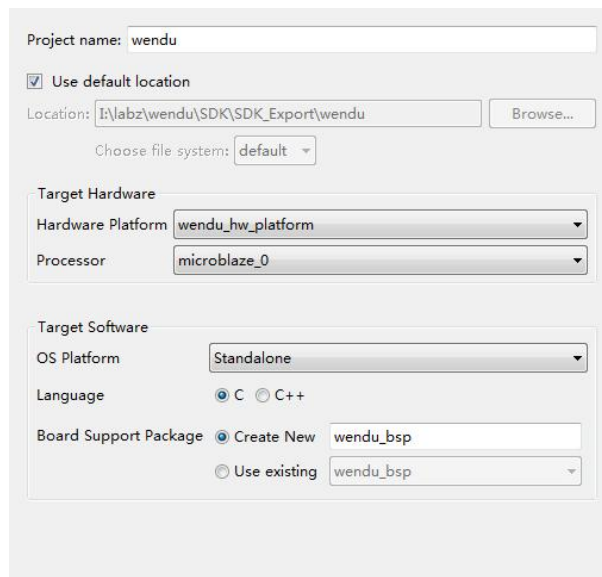 Project name: wendu
Use default location
Location: I:\labz\wendu\SDK\SDK_Export\wendu Browse...
Choose file system: default
Target Hardware
Hardware Platform wendu_hw_platform
Processor microblaze_0
Target Software
OS Platform Standalone
Language C C++
Board Support Package Create New wendu_bsp
Use existing wendu_bsp